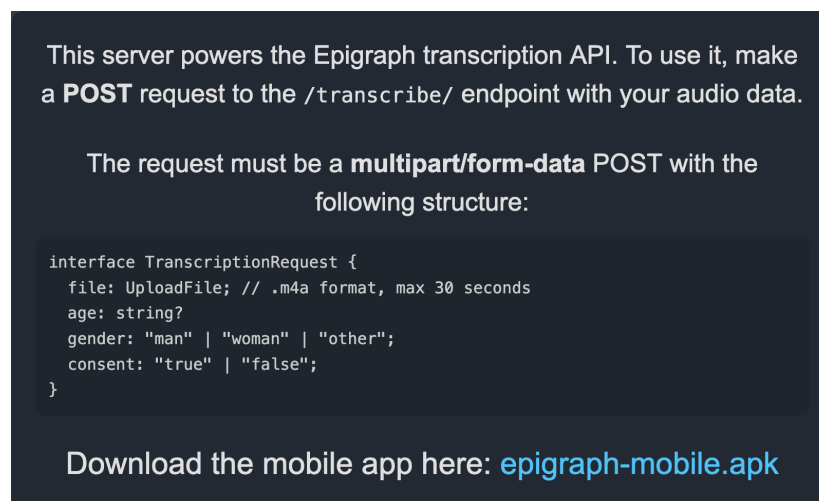 This server powers the Epigraph transcription API. To use it, make
a POST request to the /transcribe/ endpoint with your audio data.
The request must be a multipart/form-data POST with the
following structure:
interface TranscriptionRequest {
  file: UploadFile; // .m4a format, max 30 seconds
  age: string?
  gender: "man" | "woman" | "other";
  consent: "true" | "false";
}
Download the mobile app here: epigraph-mobile.apk